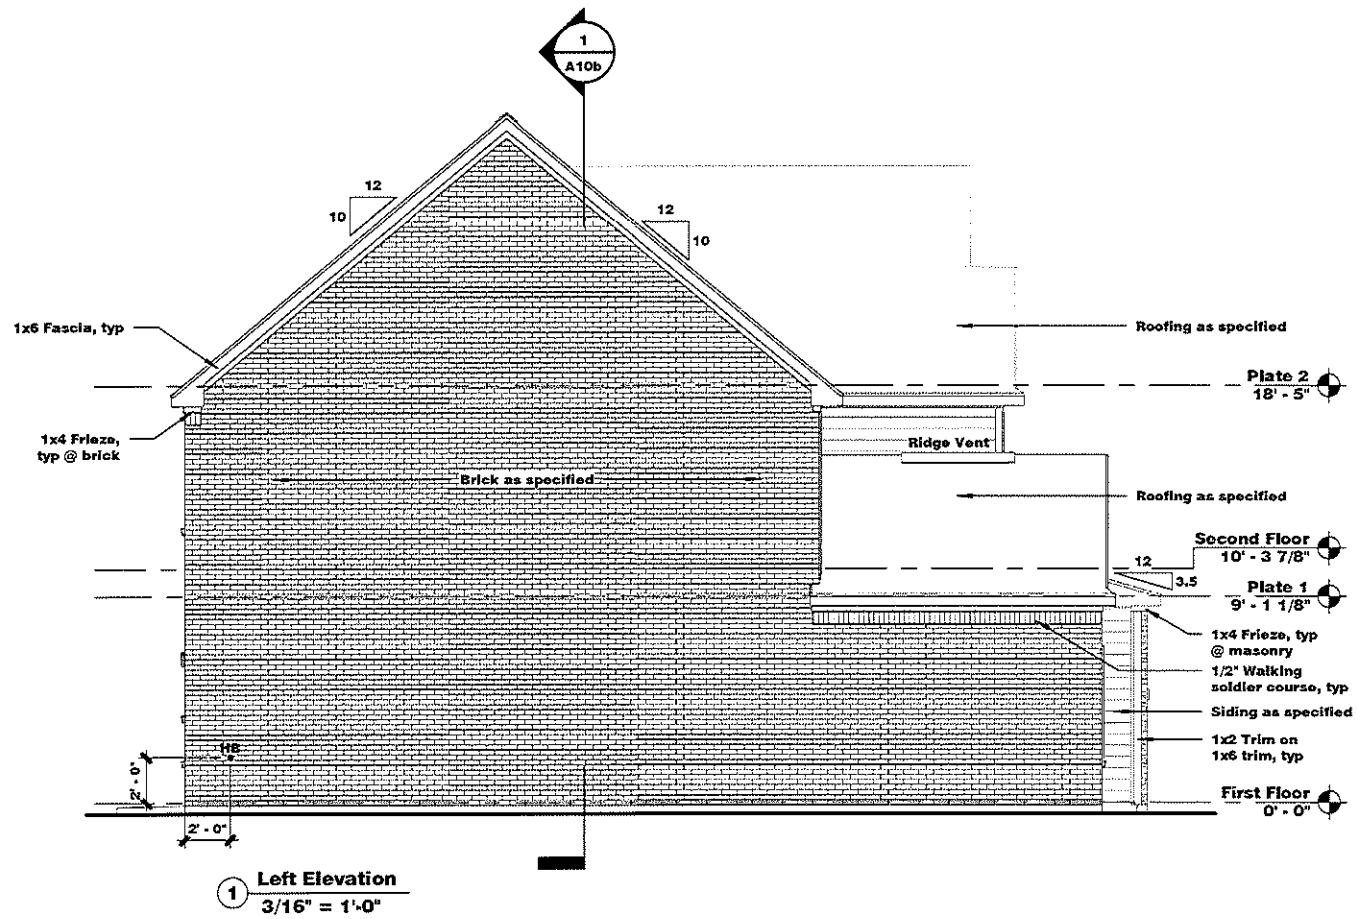 1
A10b
12
10
12
10
1x6 Fascia, typ
Roofing as specified
Plate 2
18' - 5"
1x4 Frieze,
typ @ brick
Ridge Vent
Brick as specified
Roofing as specified
Second Floor
10' - 3 7/8"
12
3.5
Plate 1
9' - 1 1/8"
1x4 Frieze, typ
@ masonry
1/2" Walking
soldier course, typ
Siding as specified
HB
1x2 Trim on
1x6 trim, typ
2' - 0"
First Floor
0' - 0"
2' - 0"
1
Left Elevation
3/16" = 1'-0"